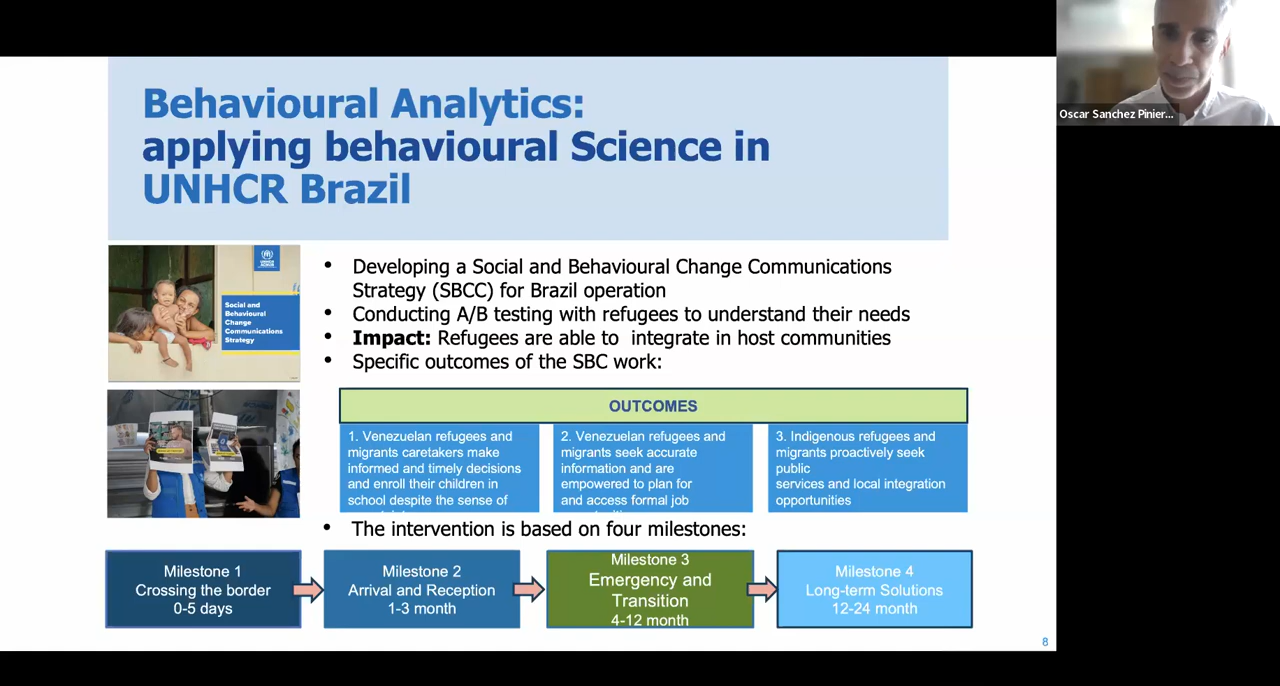 Behavioural Analytics:
applying behavioural Science in
UNHCR Brazil
Oscar Sanchez Pinier...
UNHCR
ACNUR
Social and
Behavioural
Change
Communications
Strategy
• Developing a Social and Behavioural Change Communications
Strategy (SBCC) for Brazil operation
• Conducting A/B testing with refugees to understand their needs
• Impact: Refugees are able to integrate in host communities
• Specific outcomes of the SBC work:
OUTCOMES
1. Venezuelan refugees and
migrants caretakers make
informed and timely decisions
and enroll their children in
school despite the sense of
2. Venezuelan refugees and
migrants seek accurate
information and are
empowered to plan for
and access formal job
3. Indigenous refugees and
migrants proactively seek
public
services and local integration
opportunities
• The intervention is based on four milestones:
Milestone 1
Crossing the border
0-5 days
Milestone 2
Arrival and Reception
1-3 month
Milestone 3
Emergency and
Transition
4-12 month
Milestone 4
Long-term Solutions
12-24 month
8